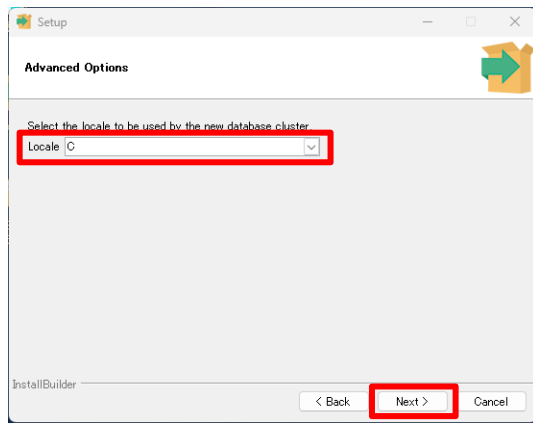 Setup
Advanced Options
Select the locale to be used by the new database cluster.
Locale C
InstallBuilder
< Back Next > Cancel